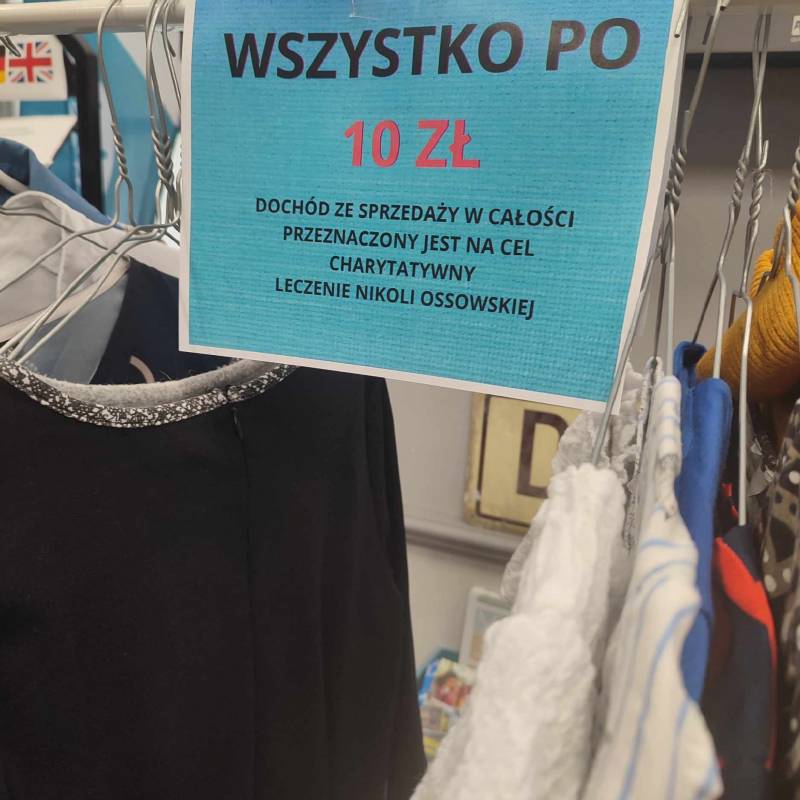 WSZYSTKO PO
10 ZŁ
DOCHÓD ZE SPRZEDAŻY W CAŁOŚCI
PRZEZNACZONY JEST NA CEL
CHARYTATYWNY
LECZENIE NIKOLI OSSOWSKIEJ
D